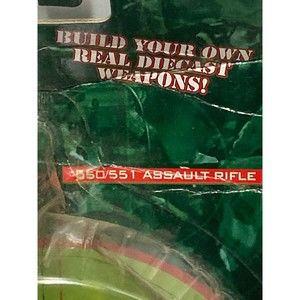 BUILD YOUR OWN
REAL DIECAST
WEAPONS!
550/551 ASSAULT RIFLE